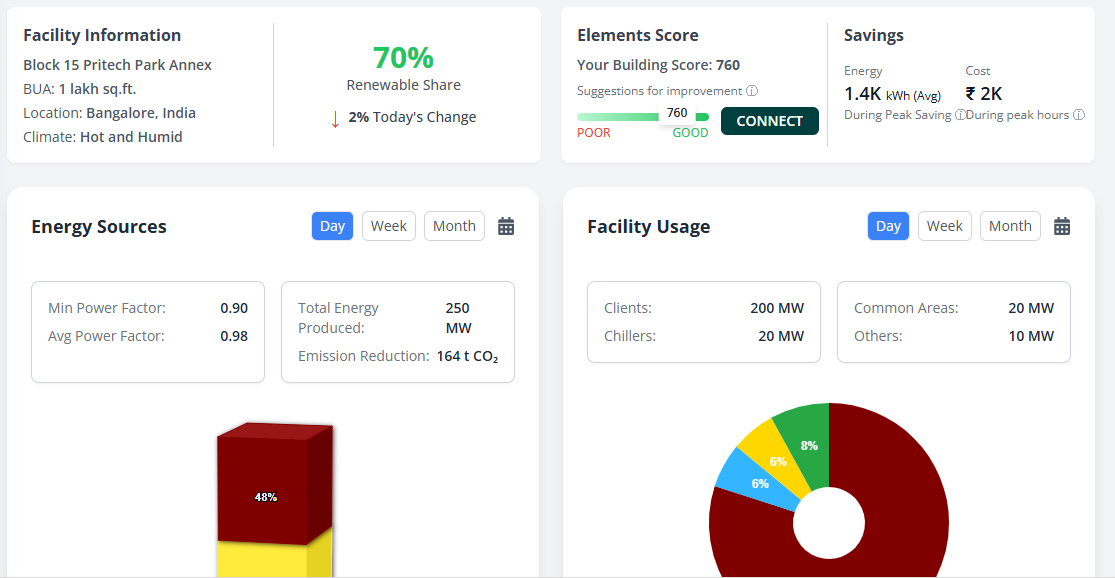 Facility Information
Block 15 Pritech Park Annex
BUA: 1 lakh sq.ft.
Location: Bangalore, India
Climate: Hot and Humid
70%
Renewable Share
↓ 2% Today's Change
Elements Score
Your Building Score: 760
Suggestions for improvement ⓘ
760
POOR GOOD
CONNECT
Savings
Energy Cost
1.4K kWh (Avg) ₹ 2K
During Peak Saving ⓘ During peak hours ⓘ
Energy Sources
Day Week Month
Min Power Factor: 0.90
Avg Power Factor: 0.98
Total Energy 250
Produced: MW
Emission Reduction: 164 t CO₂
48%
Facility Usage
Day Week Month
Clients: 200 MW
Chillers: 20 MW
Common Areas: 20 MW
Others: 10 MW
8%
6%
6%